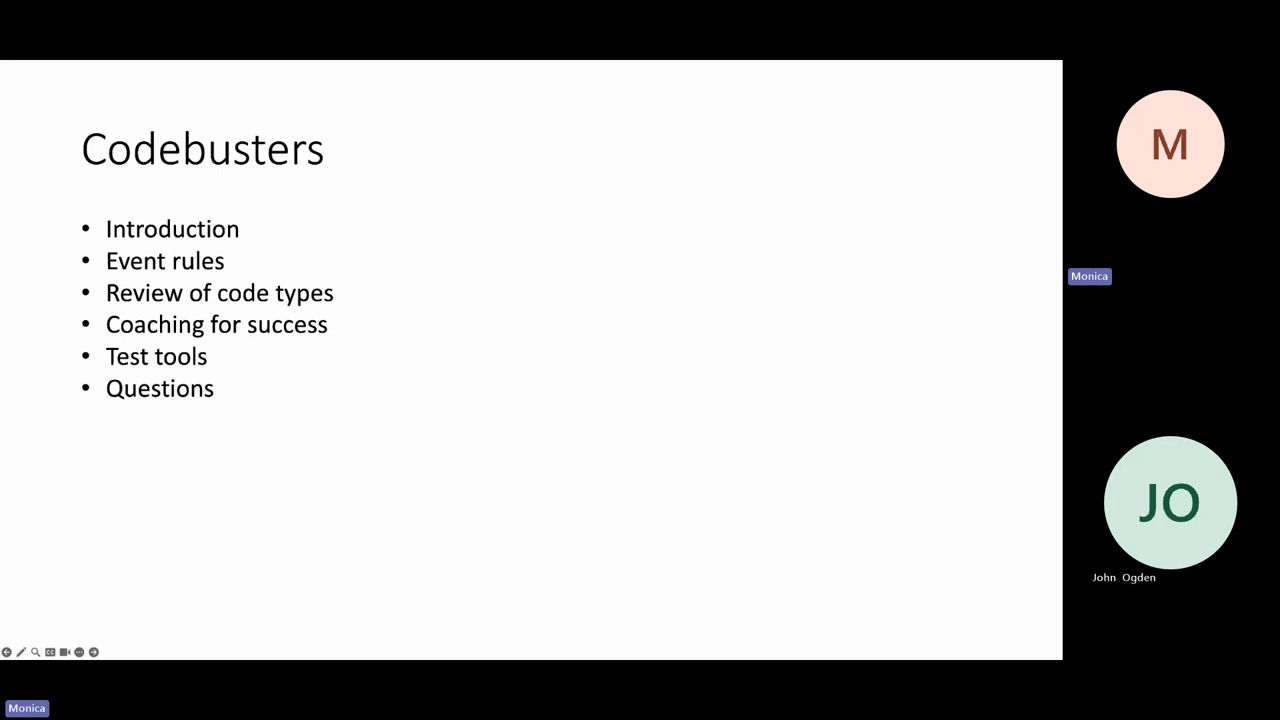 Codebusters
• Introduction
• Event rules
• Review of code types
• Coaching for success
• Test tools
• Questions
M
Monica
JO
John Ogden
Monica